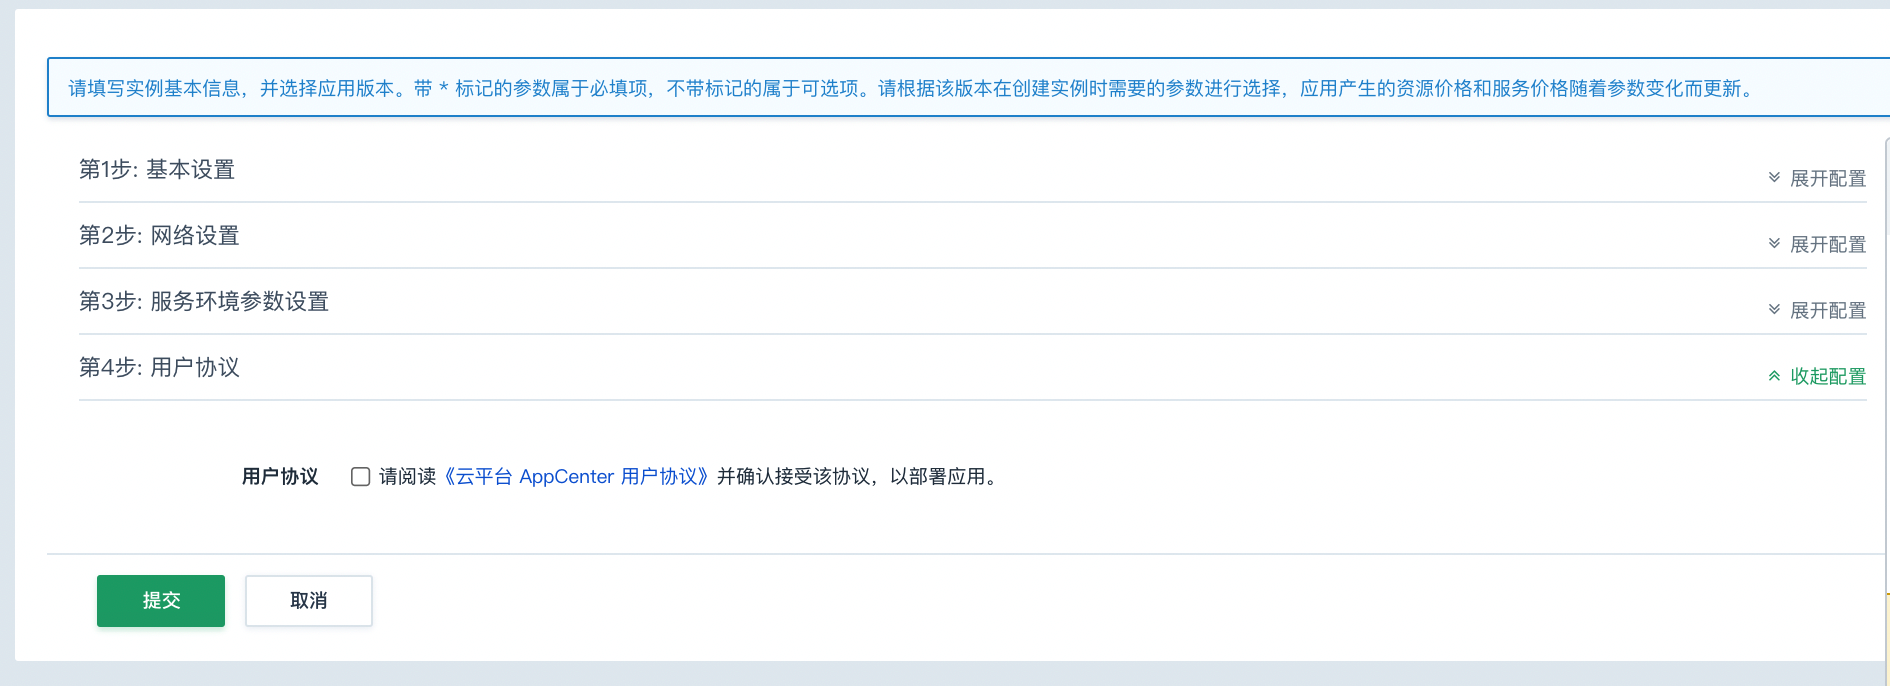 请填写实例基本信息，并选择应用版本。带 * 标记的参数属于必填项，不带标记的属于可选项。请根据该版本在创建实例时需要的参数进行选择，应用产生的资源价格和服务价格随着参数变化而更新。
第1步: 基本设置
展开配置
第2步: 网络设置
展开配置
第3步: 服务环境参数设置
展开配置
第4步: 用户协议
收起配置
用户协议 请阅读《云平台 AppCenter 用户协议》并确认接受该协议，以部署应用。
提交 取消